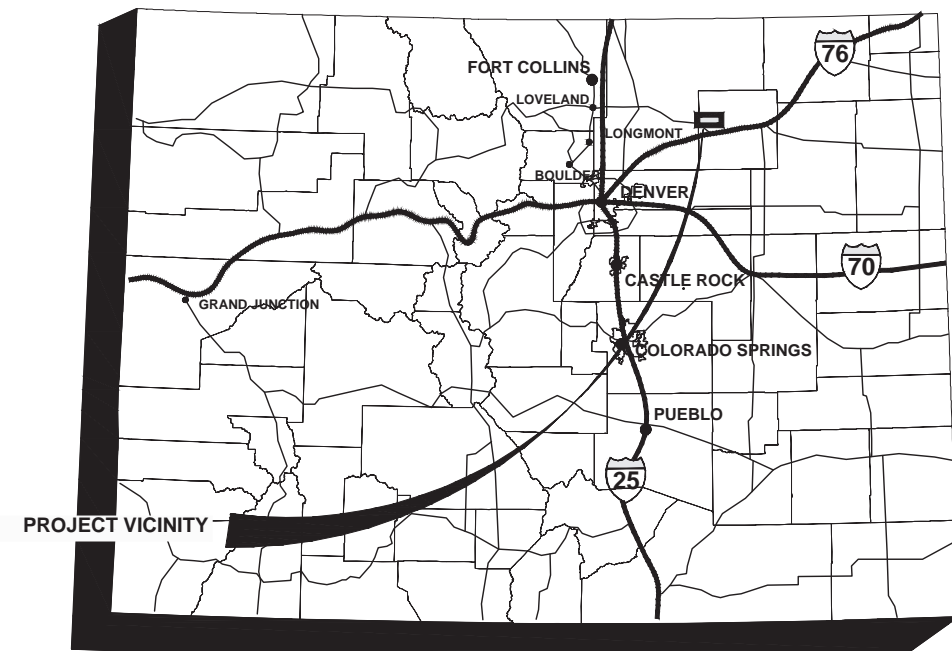 76
FORT COLLINS
LOVELAND
LONGMONT
BOULDER
DENVER
70
CASTLE ROCK
GRAND JUNCTION
COLORADO SPRINGS
PUEBLO
25
PROJECT VICINITY